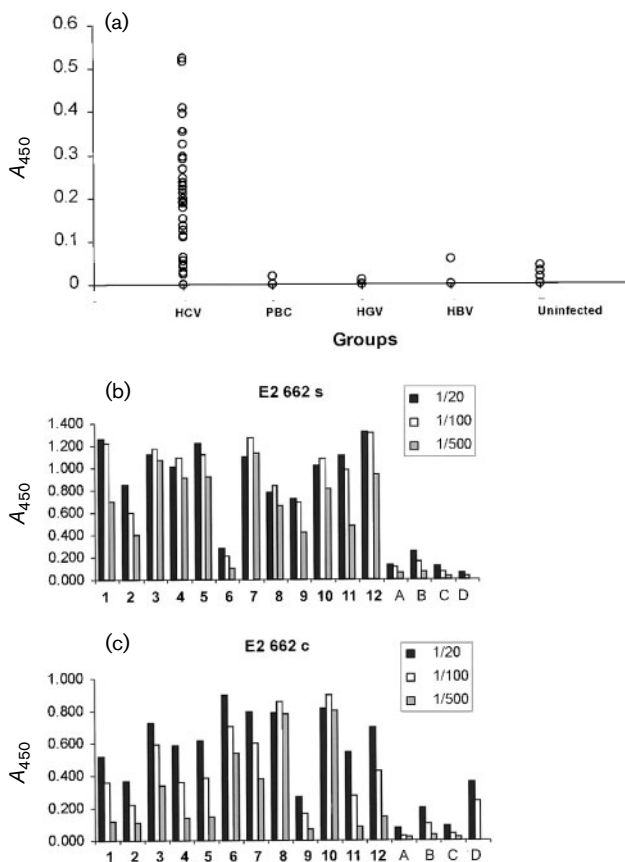 (a)
0.6
0.5
0.4
0.3
0.2
0.1
0
A450
HCV PBC HGV HBV Uninfected
Groups
(b)
E2 662 s
1/20
1/100
1/500
1.400
1.200
1.000
0.800
0.600
0.400
0.200
0.000
A450
1 2 3 4 5 6 7 8 9 10 11 12 A B C D
(c)
E2 662 c
1/20
1/100
1/500
1.000
0.800
0.600
0.400
0.200
0.000
A450
1 2 3 4 5 6 7 8 9 10 11 12 A B C D